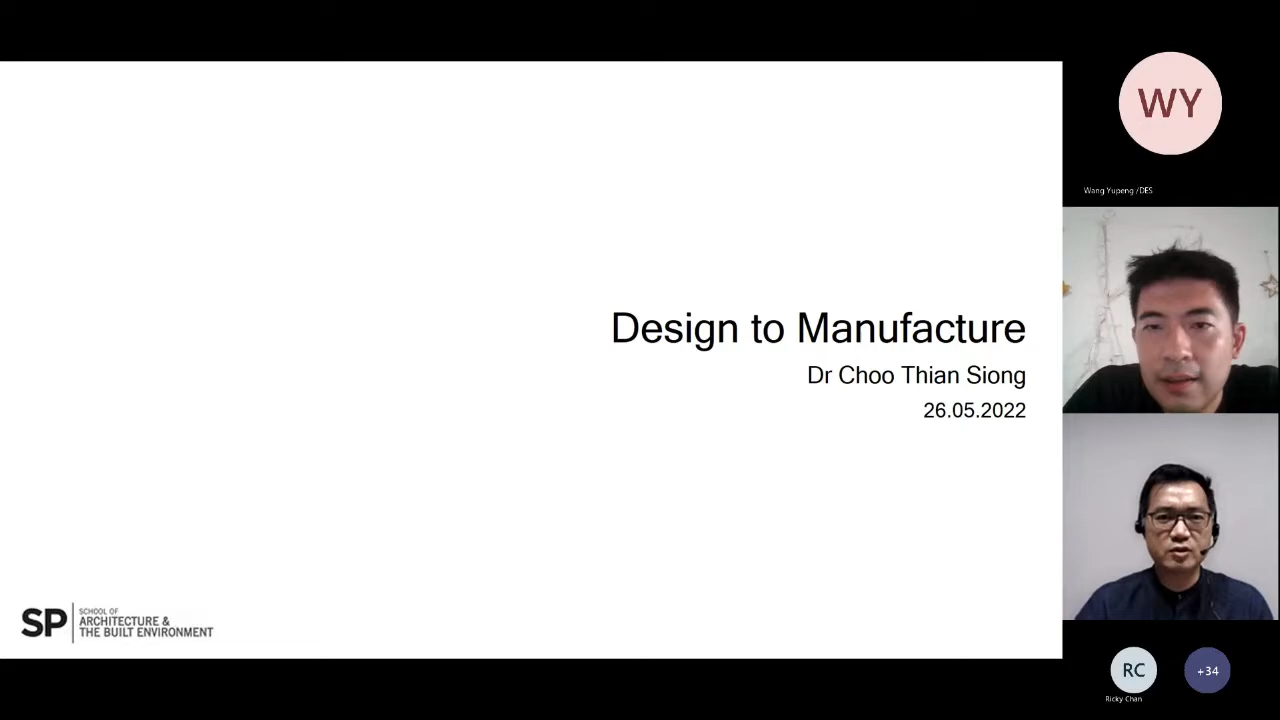 Design to Manufacture
Dr Choo Thian Siong
26.05.2022
SP
SCHOOL OF
ARCHITECTURE &
THE BUILT ENVIRONMENT
WY
Wang Yupeng /DES
RC
Ricky Chan
+34